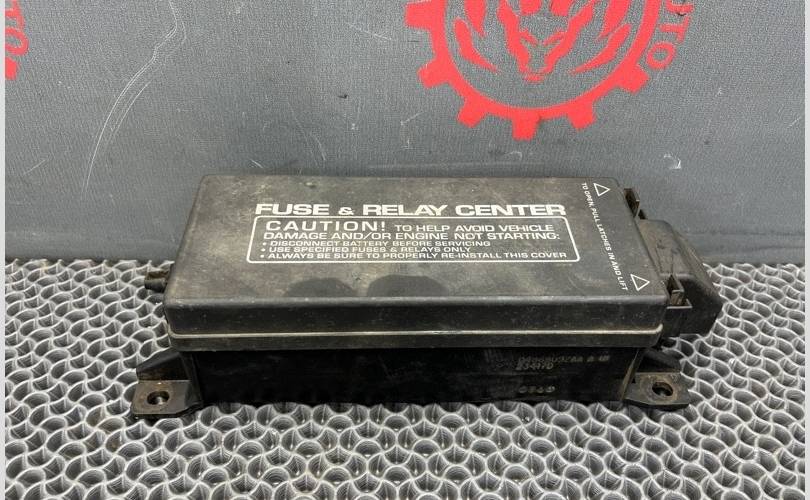 AUTO
UTO
FUSE & RELAY CENTER
CAUTION! TO HELP AVOID VEHICLE
DAMAGE AND/OR ENGINE NOT STARTING:
• DISCONNECT BATTERY BEFORE SERVICING
• USE SPECIFIED FUSES & RELAYS ONLY
• ALWAYS BE SURE TO PROPERLY RE-INSTALL THIS COVER
TO OPEN, PULL LATCHES IN AND LIFT